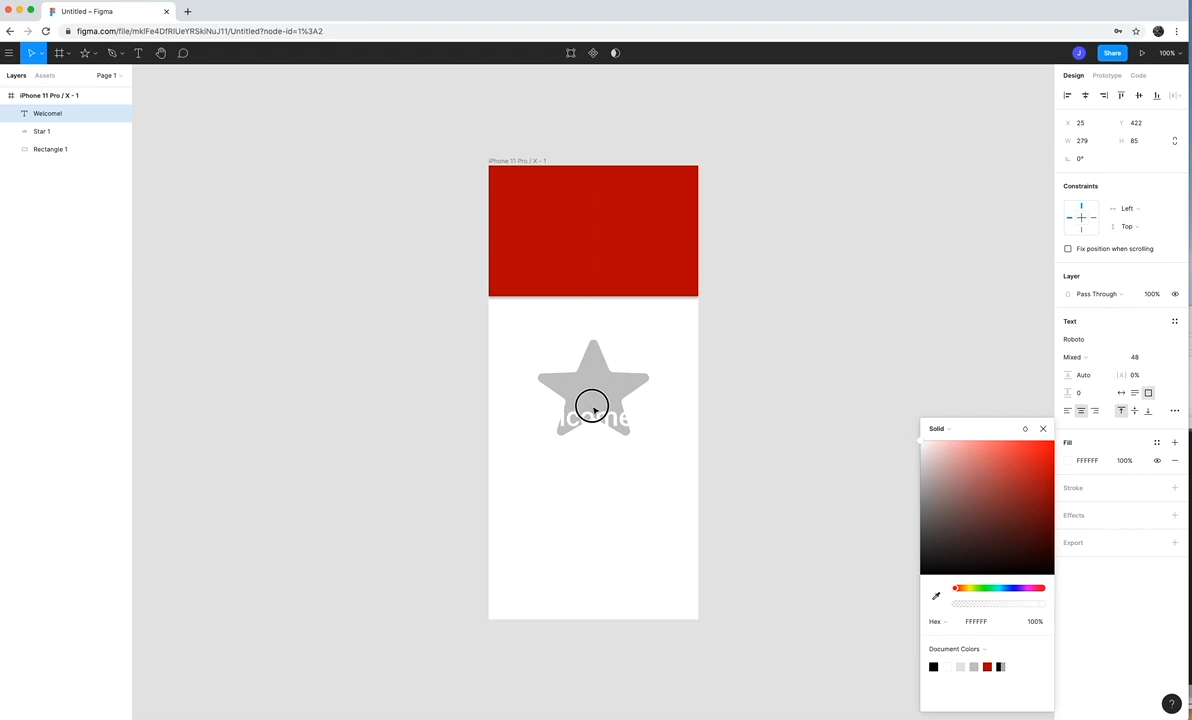 Untitled – Figma
figma.com/file/mkIFe4DfRIUeYRSkiNuJ11/Untitled?node-id=1%3A2
J
Share
100%
Layers
Assets
Page 1
iPhone 11 Pro / X - 1
Welcome!
Star 1
Rectangle 1
iPhone 11 Pro / X - 1
lcome
Design
Prototype
Code
X
25
Y
422
W
279
H
85
0°
Constraints
Left
Top
Fix position when scrolling
Layer
Pass Through
100%
Text
Roboto
Mixed
48
A
Auto
|A|
0%
0
Fill
FFFFFF
100%
Stroke
Effects
Export
Solid
Hex
FFFFFF
100%
Document Colors
?